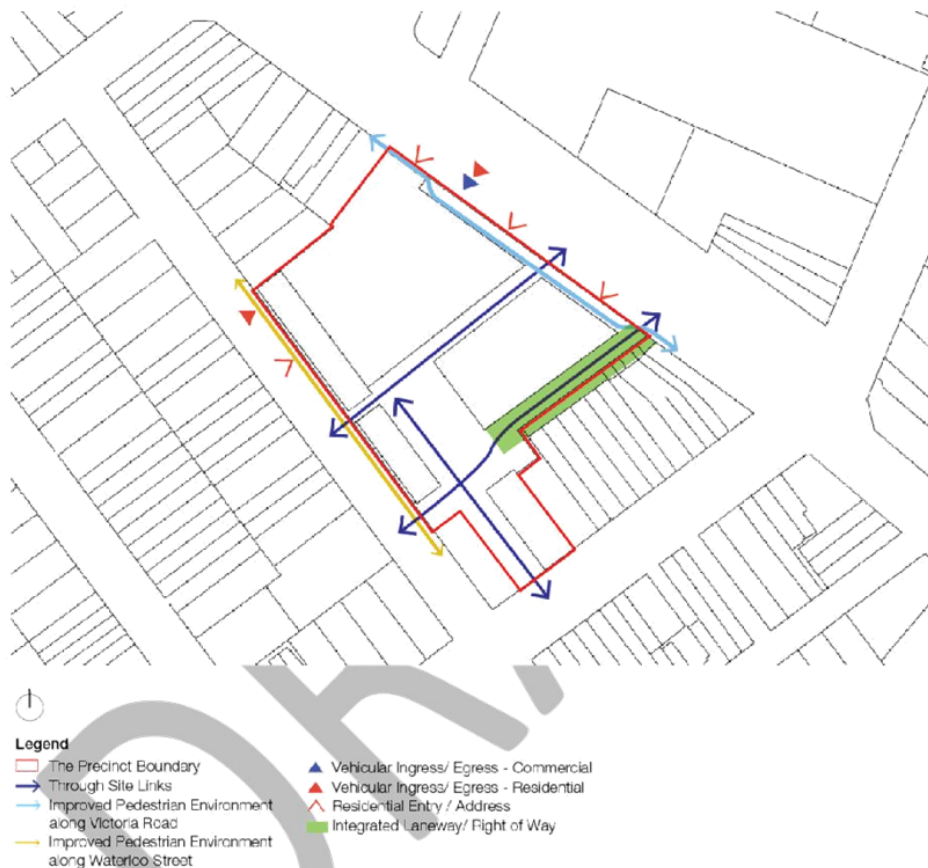 Legend
The Precinct Boundary
Through Site Links
Improved Pedestrian Environment
along Victoria Road
Improved Pedestrian Environment
along Waterloo Street
Vehicular Ingress/ Egress - Commercial
Vehicular Ingress/ Egress - Residential
Residential Entry / Address
Integrated Laneway/ Right of Way